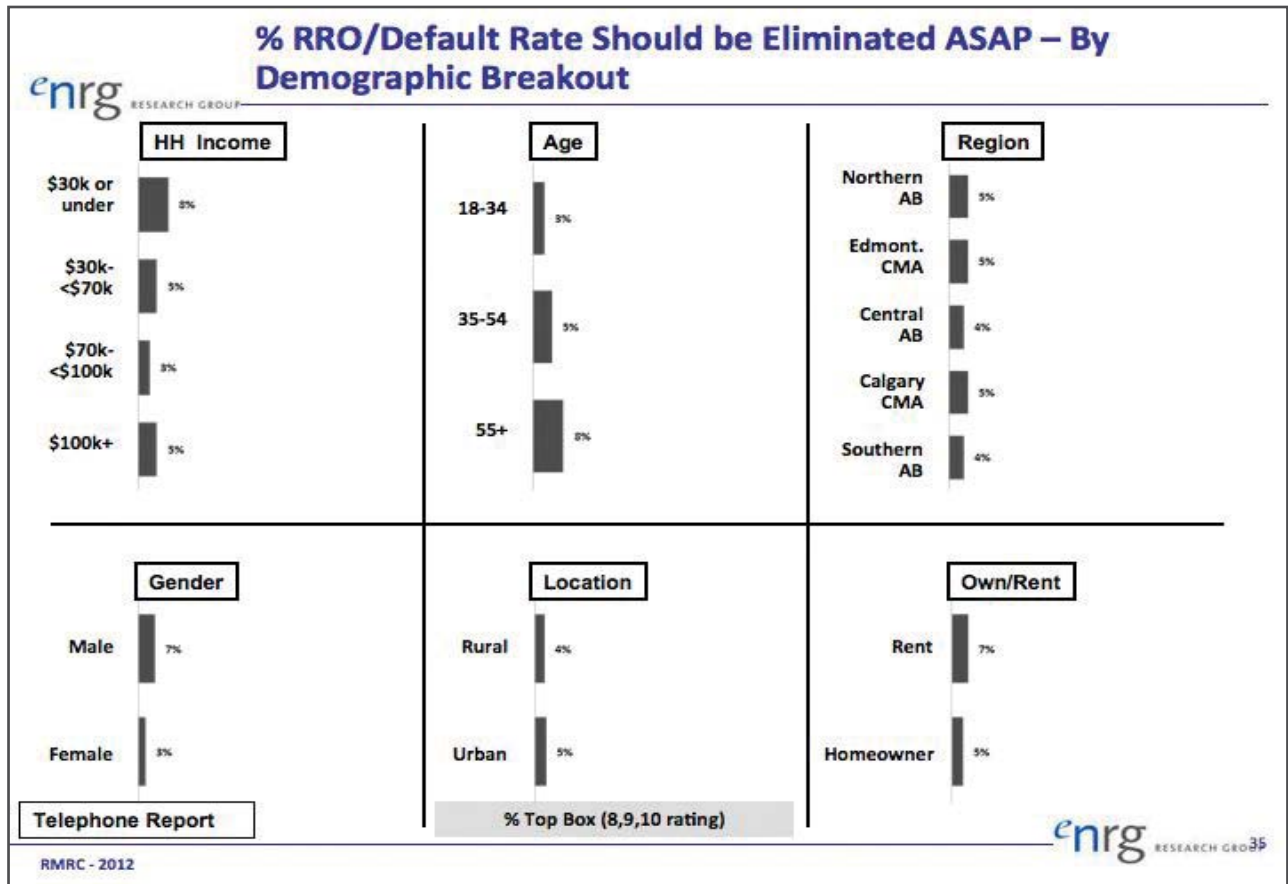 % RRO/Default Rate Should be Eliminated ASAP – By
Demographic Breakout
enrg RESEARCH GROUP
HH Income
$30k or
under
8%
$30k-
<$70k
5%
$70k-
<$100k
3%
$100k+
5%
Age
18-34
3%
35-54
5%
55+
8%
Region
Northern
AB
5%
Edmont.
CMA
5%
Central
AB
4%
Calgary
CMA
5%
Southern
AB
4%
Gender
Male
7%
Female
3%
Location
Rural
4%
Urban
5%
Own/Rent
Rent
7%
Homeowner
5%
Telephone Report
% Top Box (8,9,10 rating)
enrg RESEARCH GROUP
35
RMRC - 2012